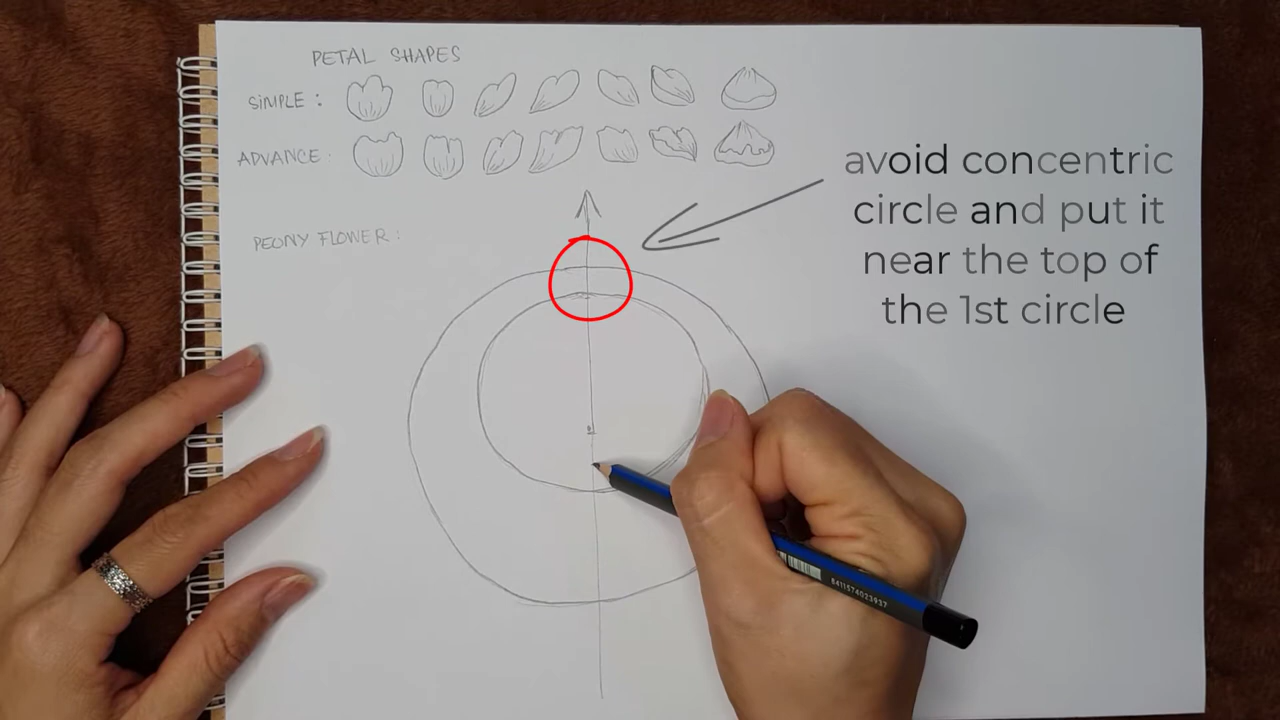 PETAL SHAPES
SIMPLE :
ADVANCE :
PEONY FLOWER :
avoid concentric
circle and put it
near the top of
the 1st circle
8411574023937